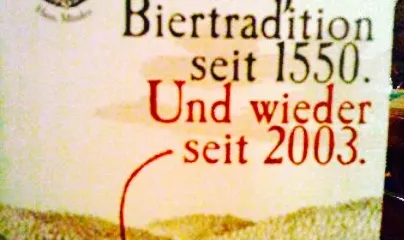 Biertradition
seit 1550.
Und wieder
seit 2003.